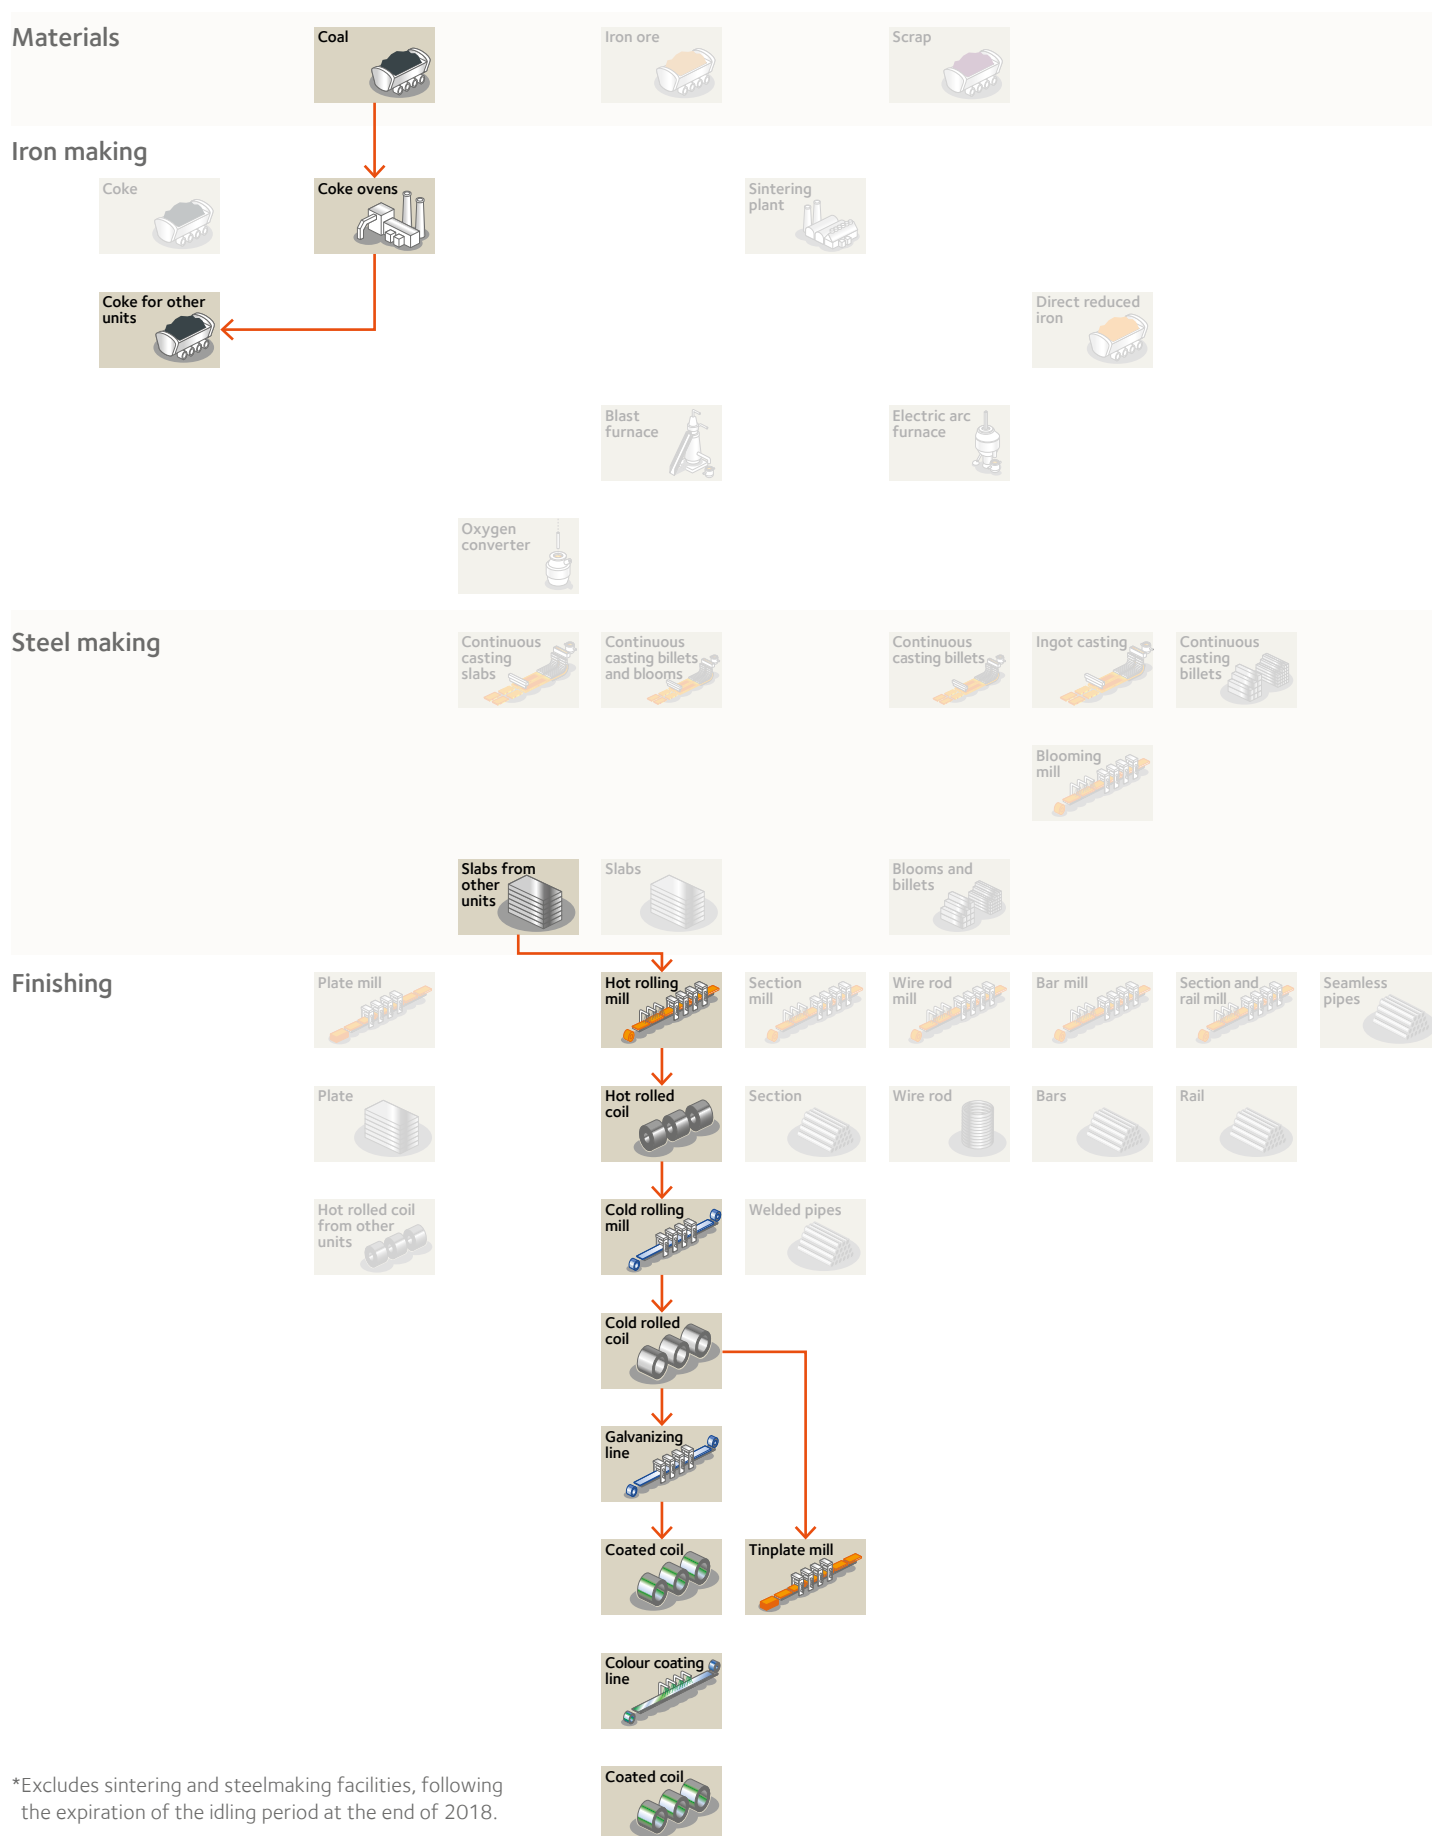 Materials
Coal
Iron ore
Scrap
Iron making
Coke
Coke ovens
Sintering
plant
Coke for other
units
Direct reduced
iron
Blast
furnace
Electric arc
furnace
Oxygen
converter
Steel making
Continuous
casting
slabs
Continuous
casting billets
and blooms
Continuous
casting billets
Ingot casting
Continuous
casting
billets
Blooming
mill
Slabs from
other
units
Slabs
Blooms and
billets
Finishing
Plate mill
Hot rolling
mill
Section
mill
Wire rod
mill
Bar mill
Section and
rail mill
Seamless
pipes
Plate
Hot rolled
coil
Section
Wire rod
Bars
Rail
Hot rolled coil
from other
units
Cold rolling
mill
Welded pipes
Cold rolled
coil
Galvanizing
line
Coated coil
Tinplate mill
Colour coating
line
Coated coil
*Excludes sintering and steelmaking facilities, following
the expiration of the idling period at the end of 2018.